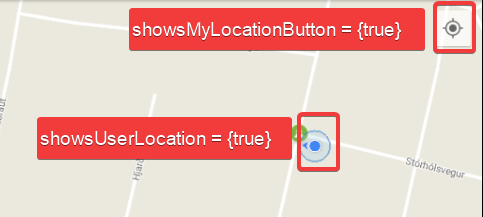 showsMyLocationButton = {true}
showsUserLocation = {true}
Stórhólsvegur